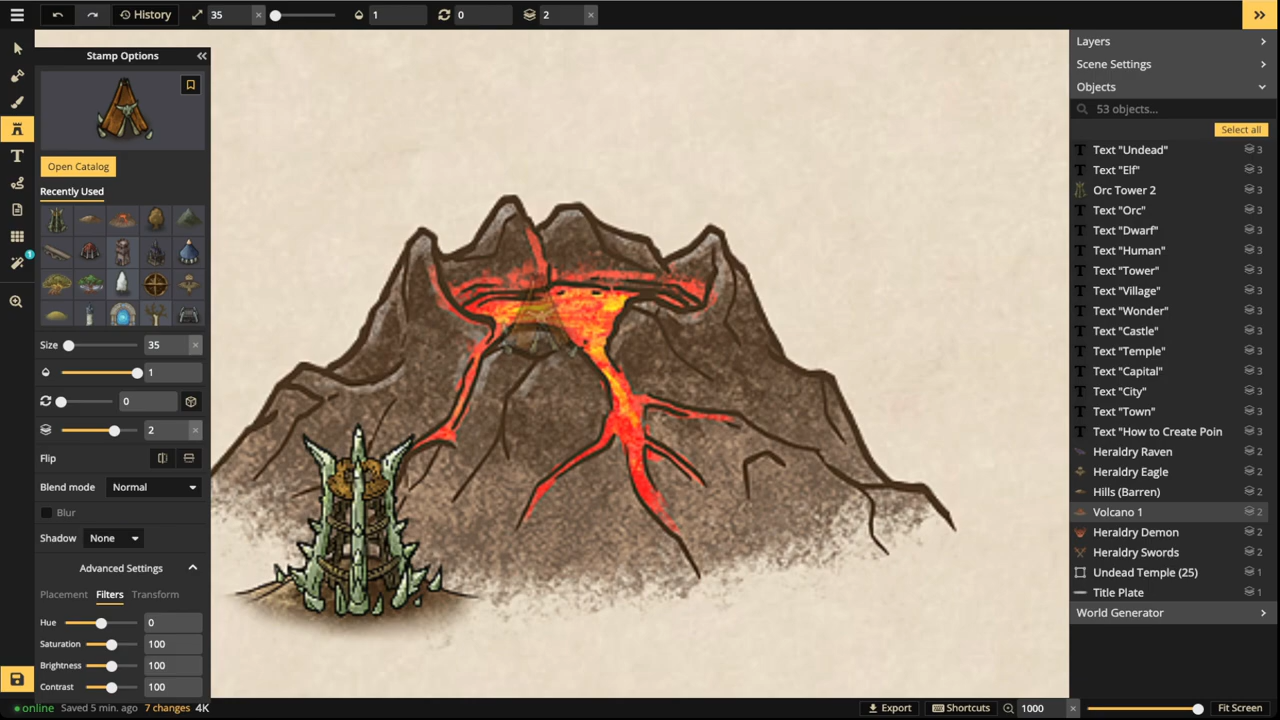 History 35 × 1 0 2 ×
Stamp Options
Open Catalog
Recently Used
1
Size 35 ×
1
0
2 ×
Flip
Blend mode Normal
Blur
Shadow None
Advanced Settings
Placement Filters Transform
Hue 0
Saturation 100
Brightness 100
Contrast 100
online Saved 5 min. ago 7 changes 4K
Layers
Scene Settings
Objects
53 objects...
Select all
Text "Undead" 3
Text "Elf" 3
Orc Tower 2 3
Text "Orc" 3
Text "Dwarf" 3
Text "Human" 3
Text "Tower" 3
Text "Village" 3
Text "Wonder" 3
Text "Castle" 3
Text "Temple" 3
Text "Capital" 3
Text "City" 3
Text "Town" 3
Text "How to Create Poin 3
Heraldry Raven 2
Heraldry Eagle 2
Hills (Barren) 2
Volcano 1 2
Heraldry Demon 2
Heraldry Swords 2
Undead Temple (25) 1
Title Plate 1
World Generator
Export Shortcuts 1000 × Fit Screen